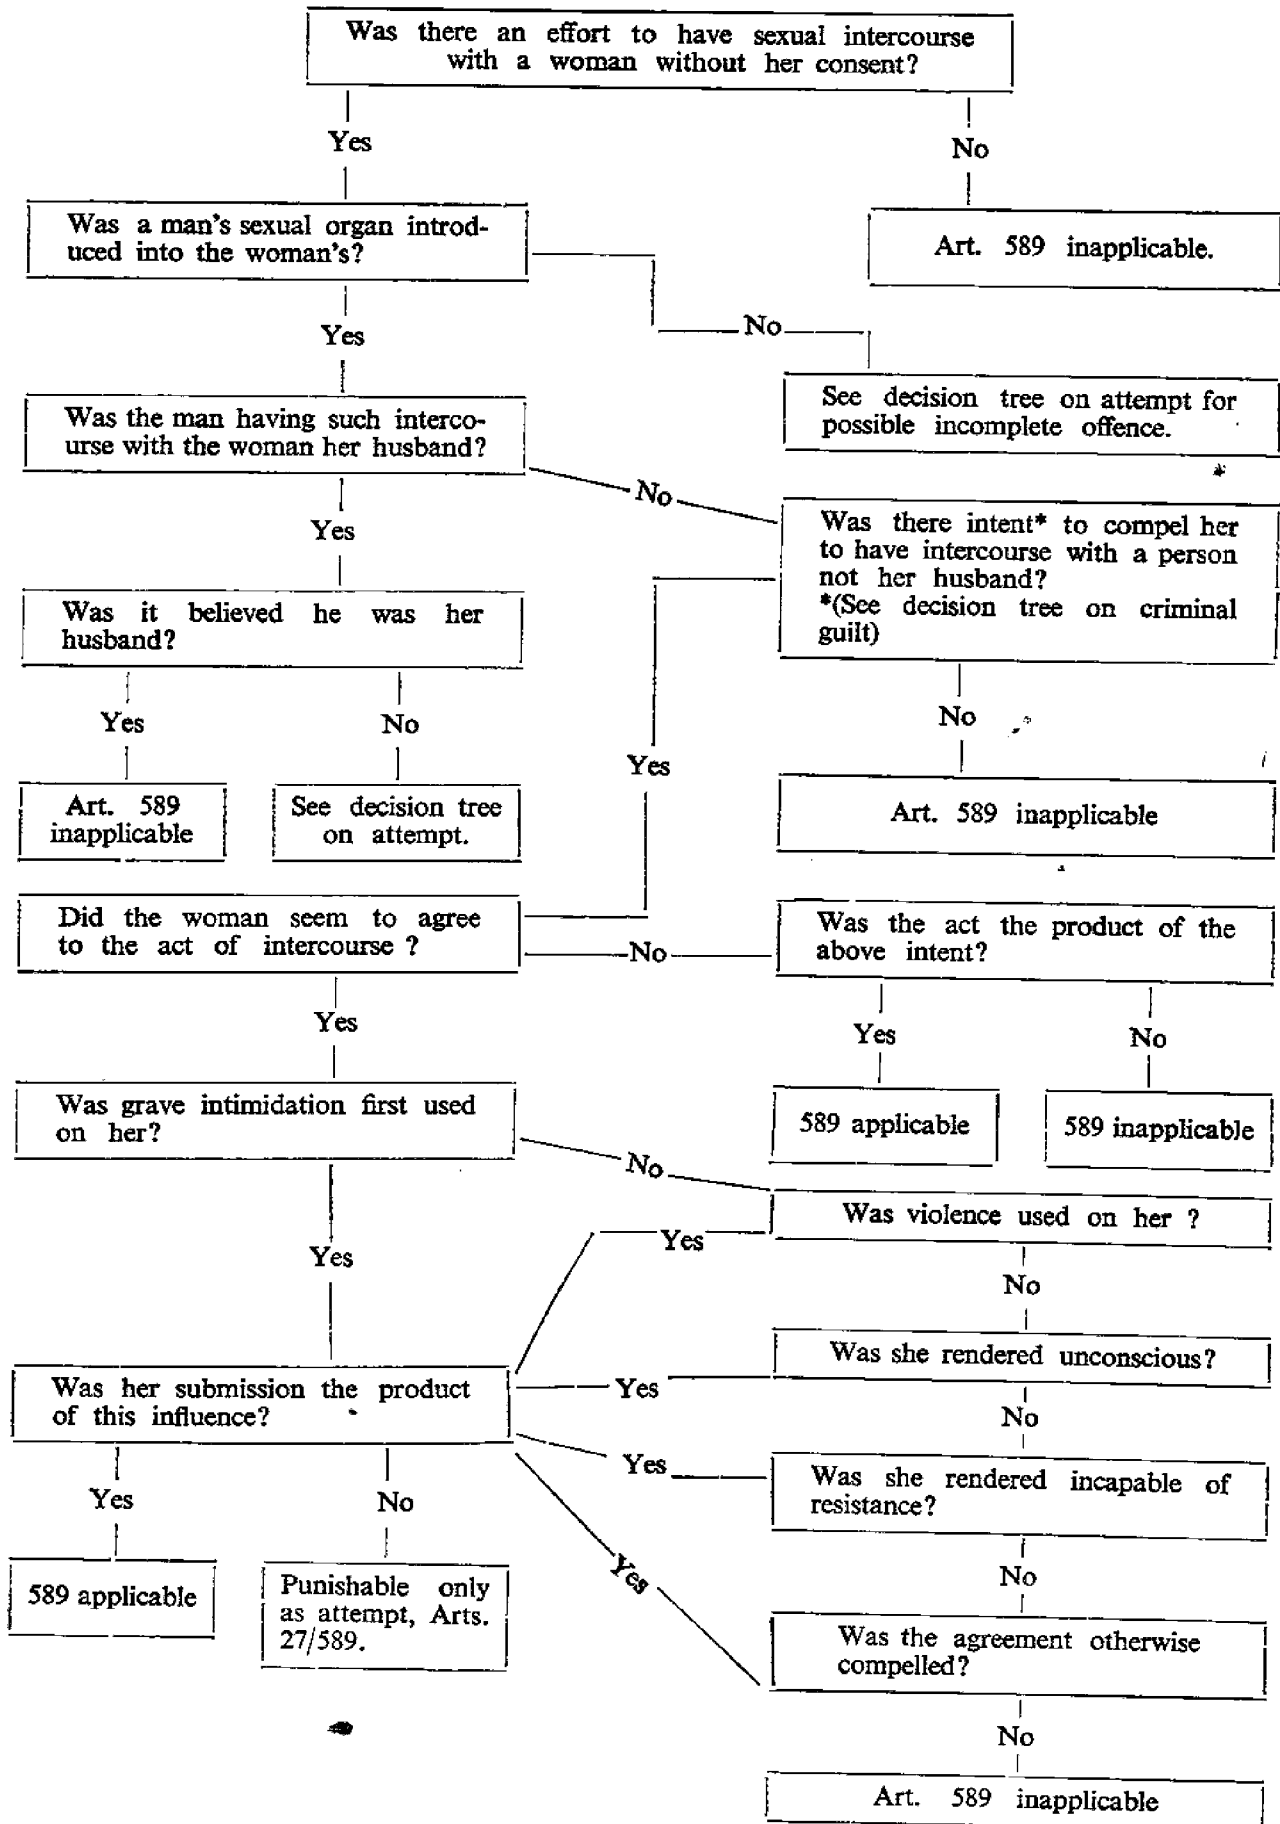 Was there an effort to have sexual intercourse
with a woman without her consent?
Yes
No
Was a man's sexual organ introd-
uced into the woman's?
Art. 589 inapplicable.
Yes
No
Was the man having such interco-
urse with the woman her husband?
See decision tree on attempt for
possible incomplete offence.
No
Yes
Was there intent* to compel her
to have intercourse with a person
not her husband?
*(See decision tree on criminal
guilt)
Was it believed he was her
husband?
Yes
No
No
Yes
Art. 589
inapplicable
See decision tree
on attempt.
Art. 589 inapplicable
Did the woman seem to agree
to the act of intercourse ?
No
Was the act the product of the
above intent?
Yes
Yes
No
Was grave intimidation first used
on her?
589 applicable
589 inapplicable
No
Was violence used on her ?
Yes
Yes
No
Was she rendered unconscious?
Was her submission the product
of this influence?
Yes
No
Yes
Was she rendered incapable of
resistance?
Yes
No
Yes
No
589 applicable
Punishable only
as attempt, Arts.
27/589.
Was the agreement otherwise
compelled?
No
Art. 589 inapplicable